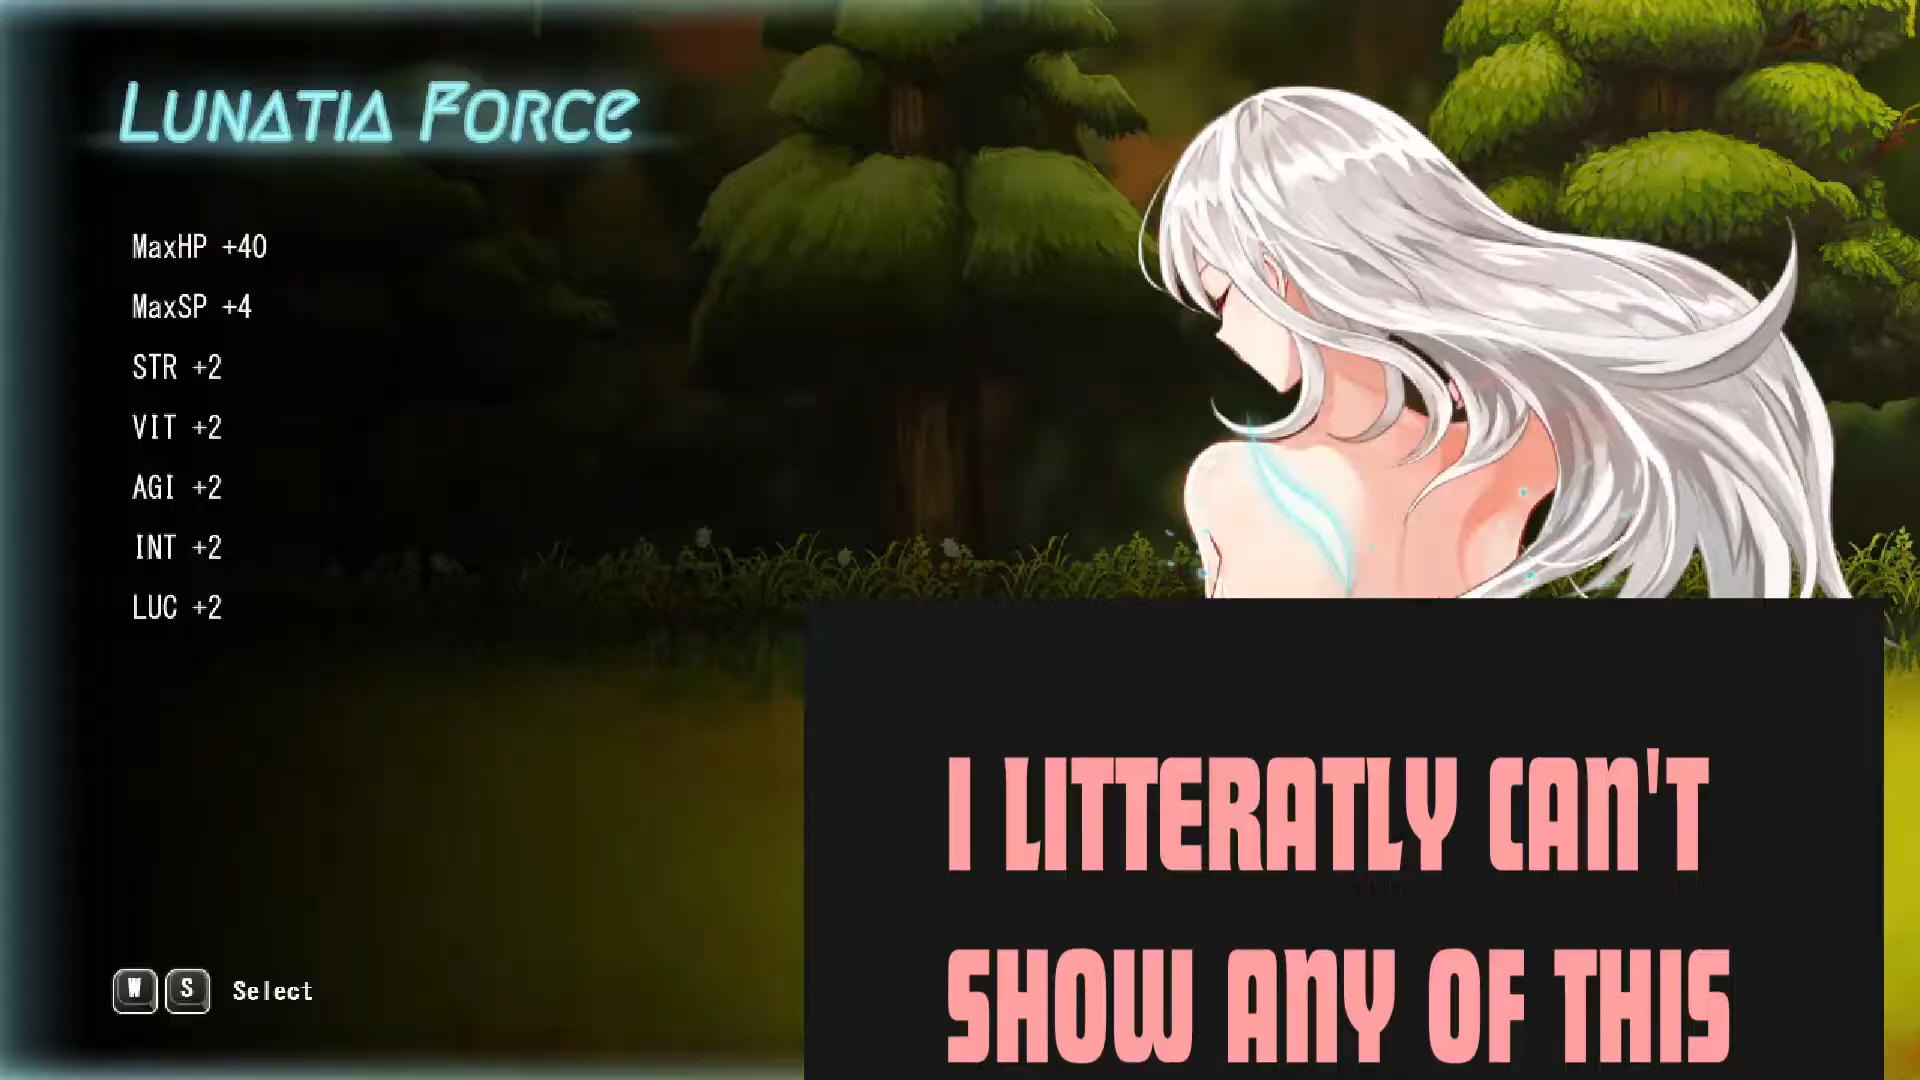 LUNATIA FORCE
MaxHP +40
MaxSP +4
STR +2
VIT +2
AGI +2
INT +2
LUC +2
W S Select
I LITTERATLY CAN'T
SHOW ANY OF THIS